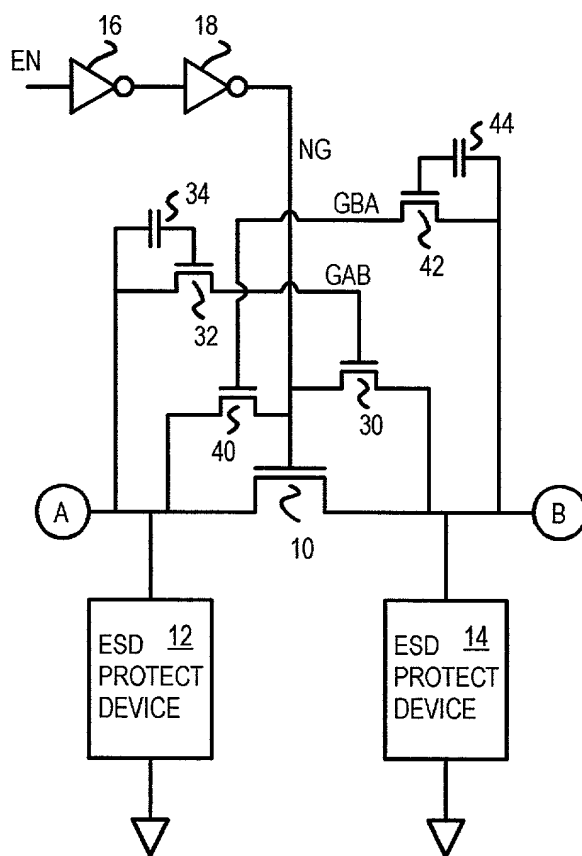 16
18
EN
NG
44
34
GBA
42
GAB
32
30
40
A
B
10
ESD 12
PROTECT
DEVICE
ESD 14
PROTECT
DEVICE